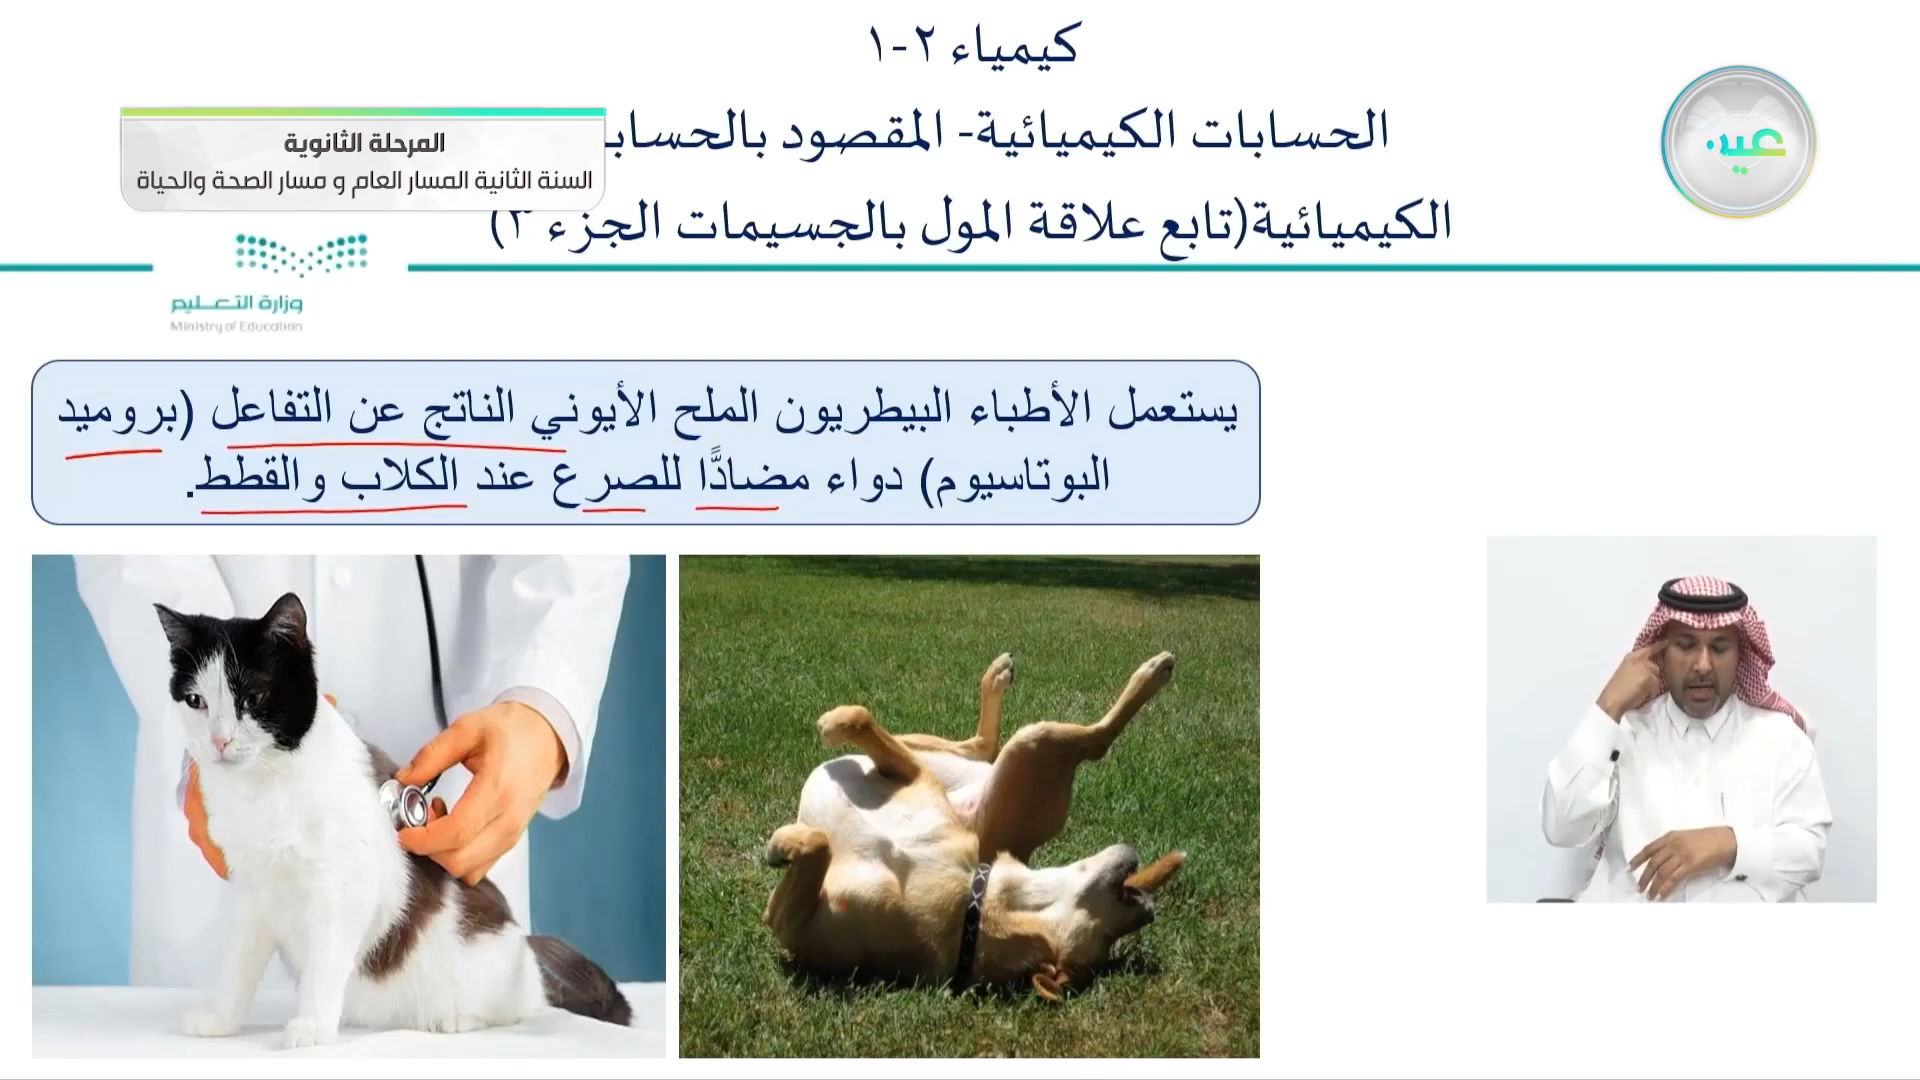 كيمياء ٢-١
الحسابات الكيميائية- المقصود بالحسابا
الكيميائية(تابع علاقة المول بالجسيمات الجزء ٣)
المرحلة الثانوية
السنة الثانية المسار العام و مسار الصحة والحياة
عين
وزارة التعليم
Ministry of Education
يستعمل الأطباء البيطريون الملح الأيوني الناتج عن التفاعل (بروميد
البوتاسيوم) دواء مضادًّا للصرع عند الكلاب والقطط.